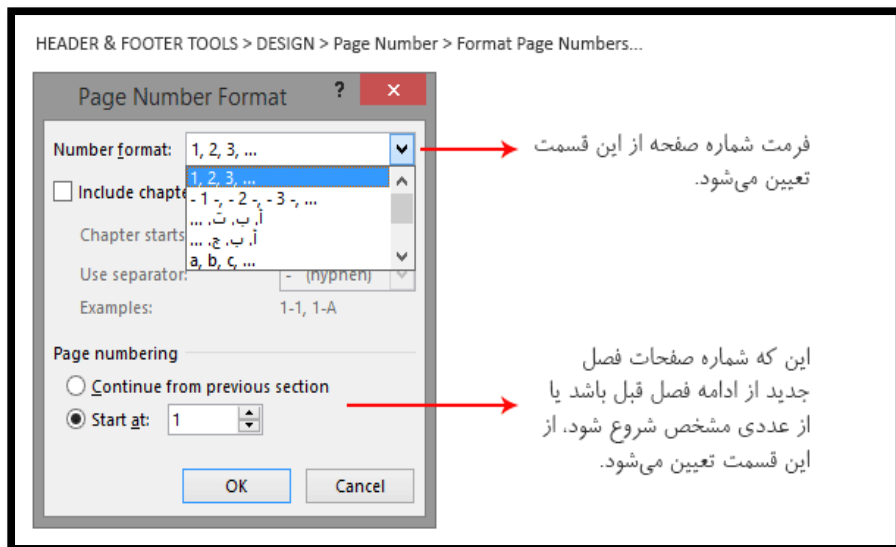 HEADER & FOOTER TOOLS > DESIGN > Page Number > Format Page Numbers...
Page Number Format ?
Number format: 1, 2, 3, ...
1, 2, 3, ...
Include chapte
- 1 -, - 2 -, - 3 -, ...
أ, ب, ت, ...
Chapter starts
أ, ب, ج, ...
a, b, c, ...
Use separator: - (hyphen)
Examples: 1-1, 1-A
Page numbering
Continue from previous section
Start at: 1
OK Cancel
فرمت شماره صفحه از این قسمت
تعیین می‌شود.
این که شماره صفحات فصل
جدید از ادامه فصل قبل باشد یا
از عددی مشخص شروع شود، از
این قسمت تعیین می‌شود.